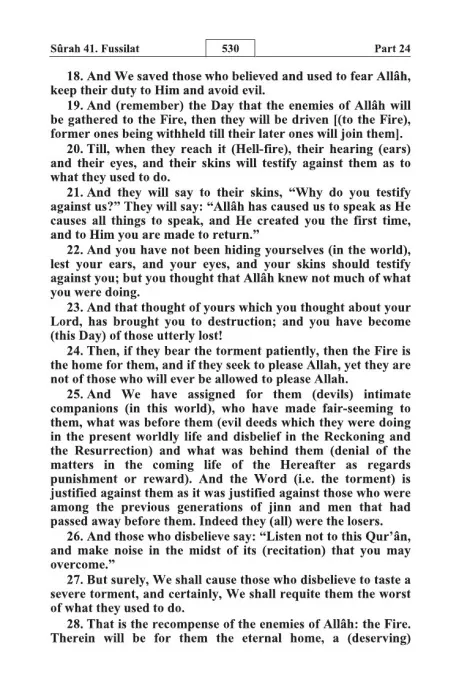 Sûrah 41. Fussilat 530 Part 24
18. And We saved those who believed and used to fear Allâh,
keep their duty to Him and avoid evil.
19. And (remember) the Day that the enemies of Allâh will
be gathered to the Fire, then they will be driven [(to the Fire),
former ones being withheld till their later ones will join them].
20. Till, when they reach it (Hell-fire), their hearing (ears)
and their eyes, and their skins will testify against them as to
what they used to do.
21. And they will say to their skins, “Why do you testify
against us?” They will say: “Allâh has caused us to speak as He
causes all things to speak, and He created you the first time,
and to Him you are made to return.”
22. And you have not been hiding yourselves (in the world),
lest your ears, and your eyes, and your skins should testify
against you; but you thought that Allâh knew not much of what
you were doing.
23. And that thought of yours which you thought about your
Lord, has brought you to destruction; and you have become
(this Day) of those utterly lost!
24. Then, if they bear the torment patiently, then the Fire is
the home for them, and if they seek to please Allah, yet they are
not of those who will ever be allowed to please Allah.
25. And We have assigned for them (devils) intimate
companions (in this world), who have made fair-seeming to
them, what was before them (evil deeds which they were doing
in the present worldly life and disbelief in the Reckoning and
the Resurrection) and what was behind them (denial of the
matters in the coming life of the Hereafter as regards
punishment or reward). And the Word (i.e. the torment) is
justified against them as it was justified against those who were
among the previous generations of jinn and men that had
passed away before them. Indeed they (all) were the losers.
26. And those who disbelieve say: “Listen not to this Qur’ân,
and make noise in the midst of its (recitation) that you may
overcome.”
27. But surely, We shall cause those who disbelieve to taste a
severe torment, and certainly, We shall requite them the worst
of what they used to do.
28. That is the recompense of the enemies of Allâh: the Fire.
Therein will be for them the eternal home, a (deserving)